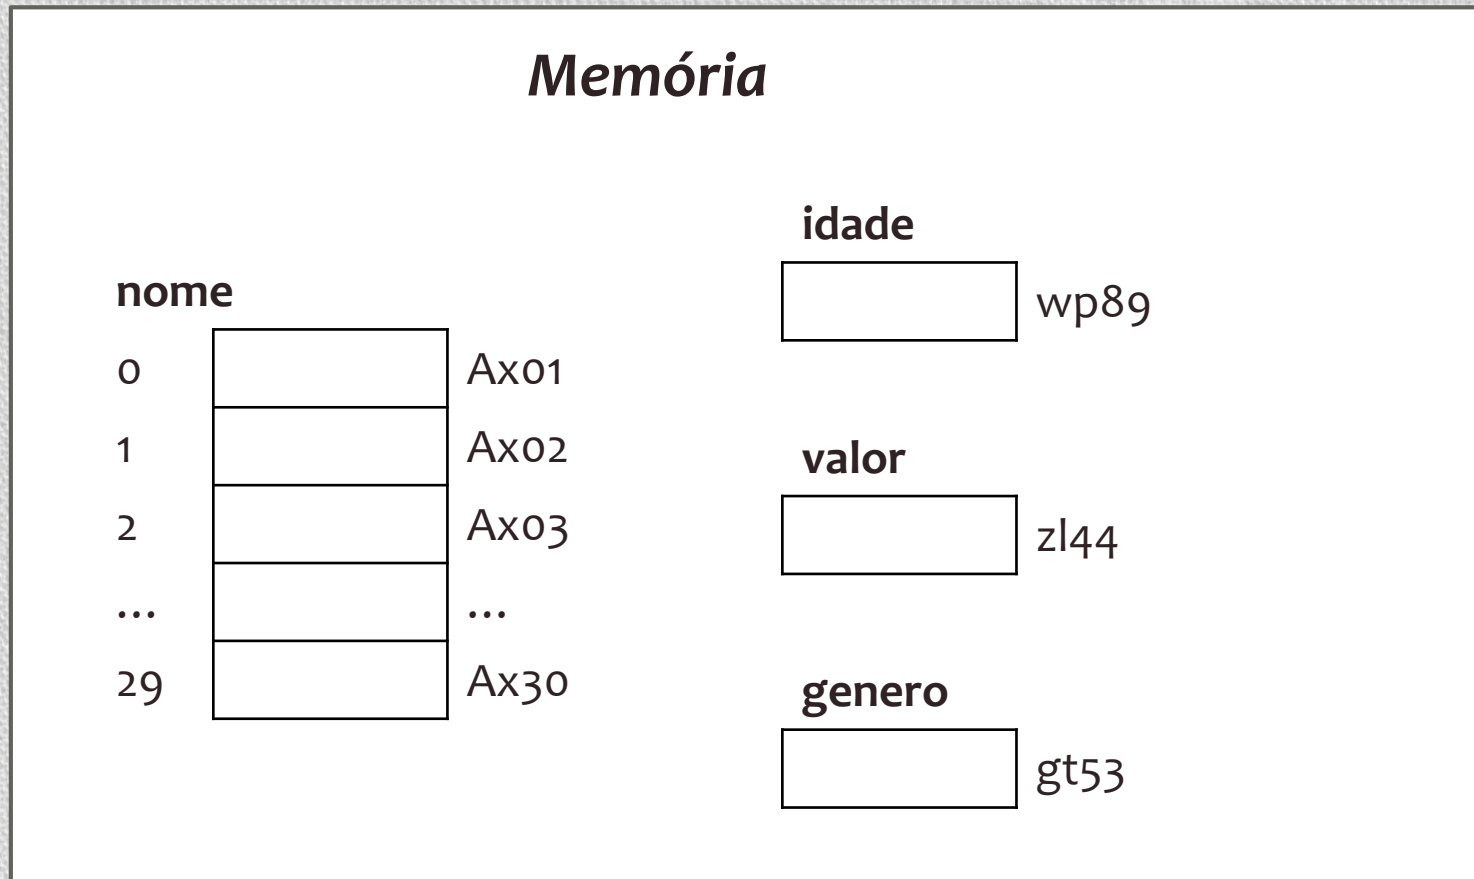 Memória
nome
0 Ax01
1 Ax02
2 Ax03
... ...
29 Ax30
idade
wp89
valor
zl44
genero
gt53